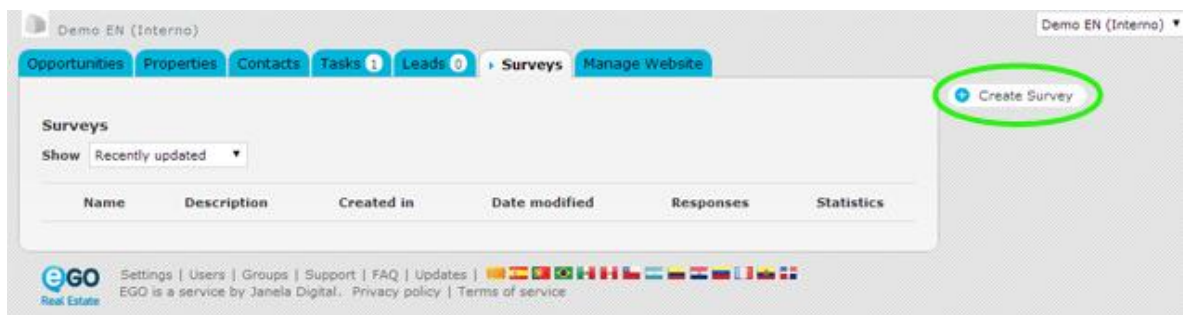 Demo EN (Interno)
Demo EN (Interno)
Opportunities Properties Contacts Tasks 1 Leads 0 Surveys Manage Website
Create Survey
Surveys
Show Recently updated
Name Description Created in Date modified Responses Statistics
eGO Real Estate
Settings | Users | Groups | Support | FAQ | Updates |
EGO is a service by Janela Digital. Privacy policy | Terms of service